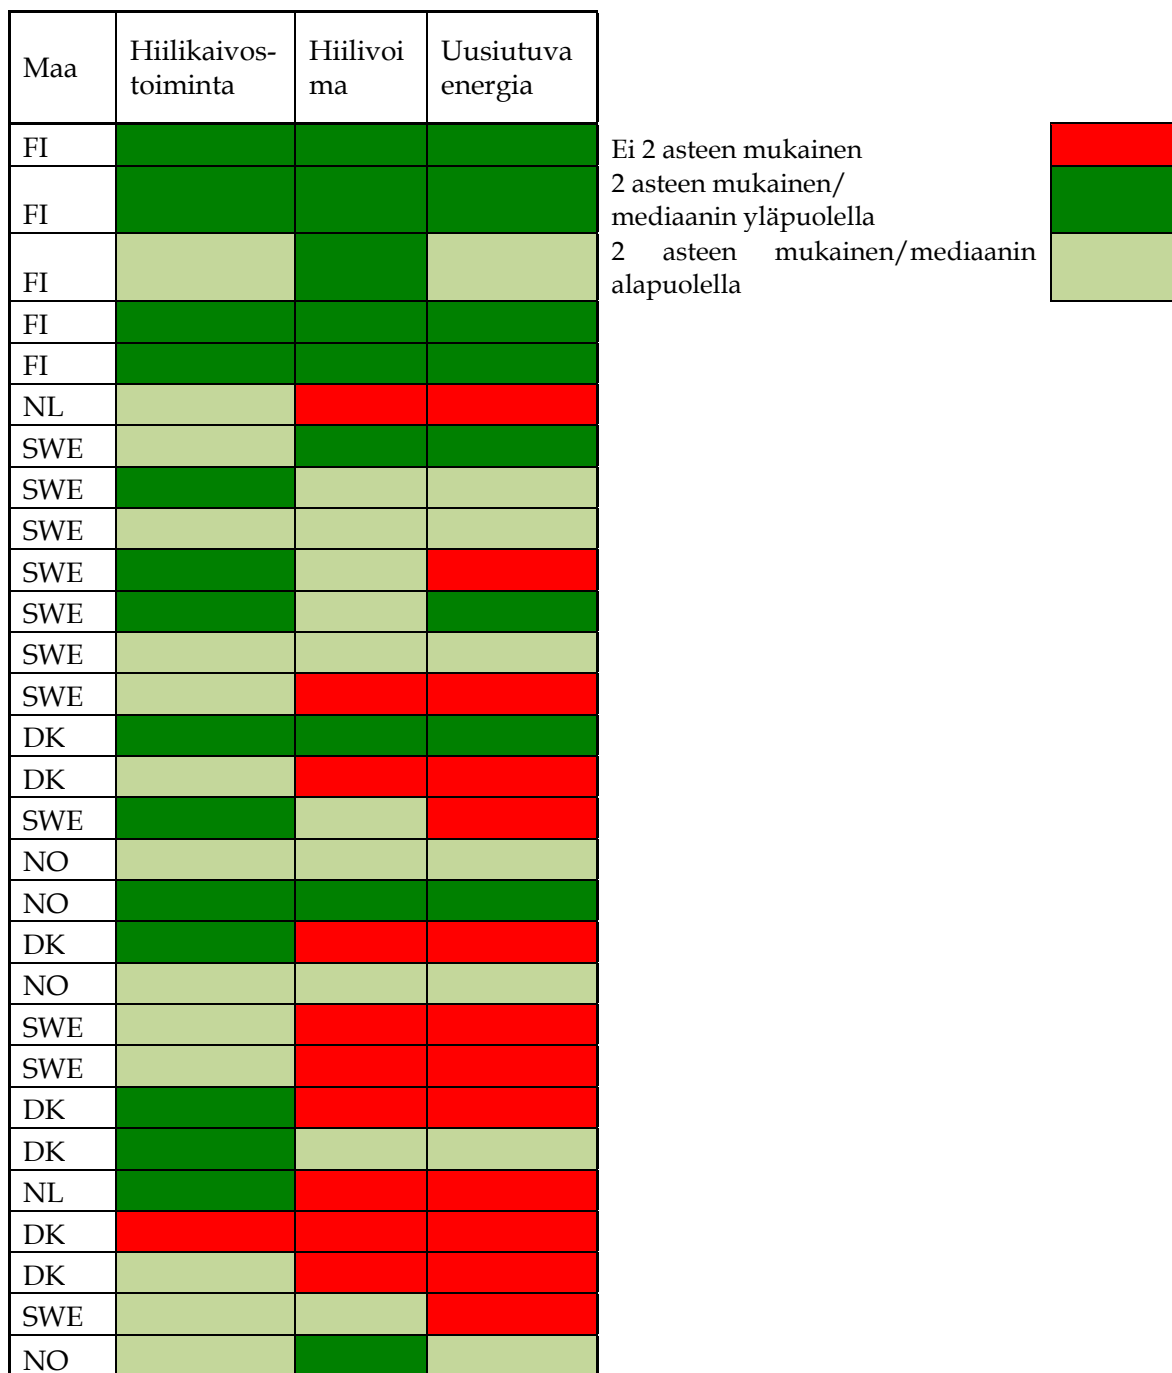 Maa
Hiilikaivos-
toiminta
Hiilivoi
ma
Uusiutuva
energia
FI
FI
FI
FI
FI
NL
SWE
SWE
SWE
SWE
SWE
SWE
SWE
DK
DK
SWE
NO
NO
DK
NO
SWE
SWE
DK
DK
NL
DK
DK
SWE
NO
Ei 2 asteen mukainen
2 asteen mukainen/
mediaanin yläpuolella
2 asteen mukainen/mediaanin
alapuolella